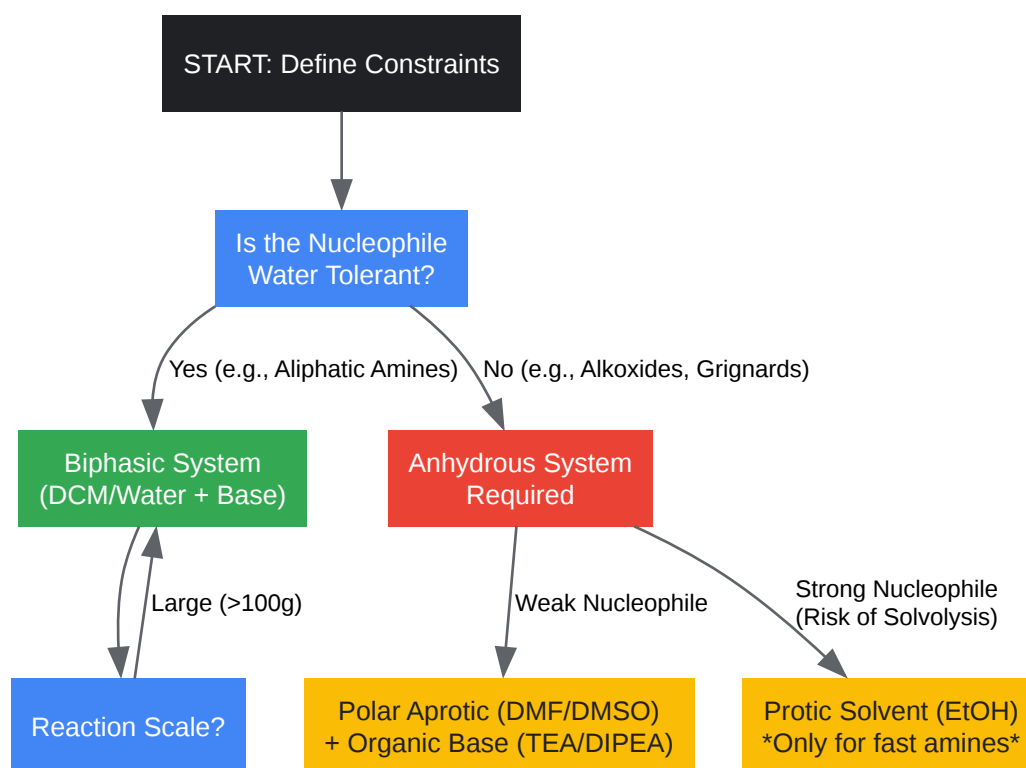 START: Define Constraints
Is the Nucleophile
Water Tolerant?
Yes (e.g., Aliphatic Amines)
No (e.g., Alkoxides, Grignards)
Biphasic System
(DCM/Water + Base)
Anhydrous System
Required
Large (>100g)
Weak Nucleophile
Strong Nucleophile
(Risk of Solvolysis)
Reaction Scale?
Polar Aprotic (DMF/DMSO)
+ Organic Base (TEA/DIPEA)
Protic Solvent (EtOH)
*Only for fast amines*